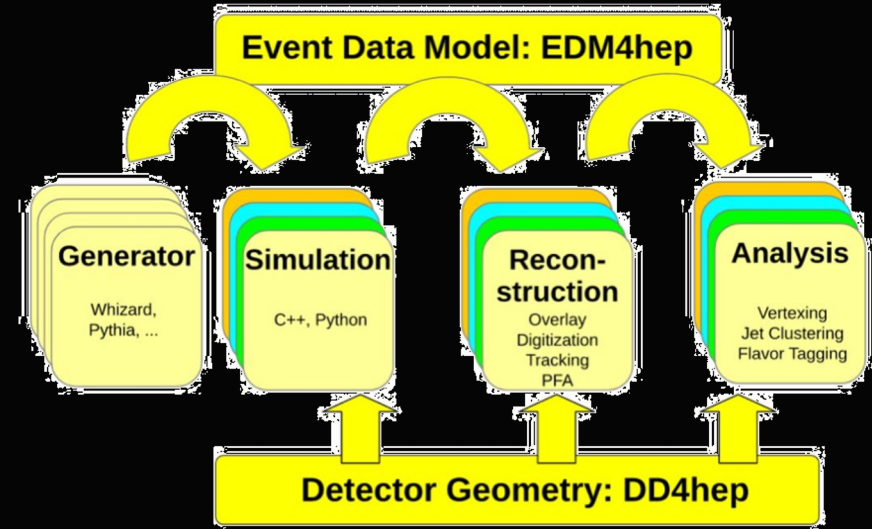 Event Data Model: EDM4hep
Generator
Whizard,
Pythia, ...
Simulation
C++, Python
Recon-
struction
Overlay
Digitization
Tracking
PFA
Analysis
Vertexing
Jet Clustering
Flavor Tagging
Detector Geometry: DD4hep